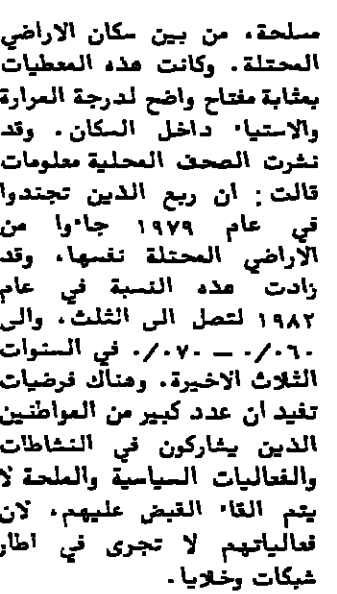 مسلحة، من بين سكان الاراضي
المحتلة. وكانت هذه المعطيات
بمثابة مفتاح واضح لدرجة المرارة
والاستياء داخل السكان. وقد
نشرت الصحف المحلية معلومات
قالت: ان ربع الذين تجندوا
في عام ١٩٧٩ جاءوا من
الاراضي المحتلة نفسها، وقد
زادت هذه النسبة في عام
١٩٨٢ لتصل الى الثلث، والى
٦٠٪ – ٧٠٪ في السنوات
الثلاث الاخيرة. وهناك فرضيات
تفيد ان عدد كبير من المواطنين
الذين يشاركون في النشاطات
والفعاليات السياسية والملحة لا
يتم القاء القبض عليهم، لان
فعالياتهم لا تجرى في اطار
شبكات وخلايا.